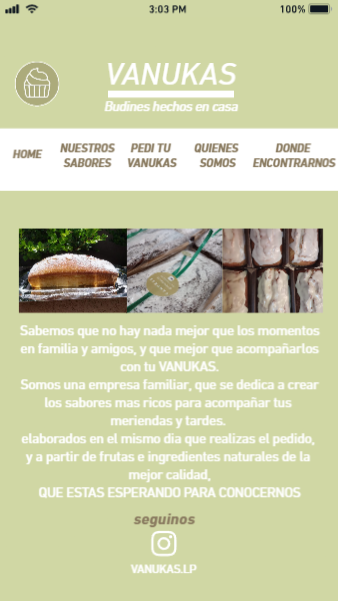 3:03 PM
100%
VANUKAS
Budines hechos en casa
HOME
NUESTROS
SABORES
PEDI TU
VANUKAS
QUIENES
SOMOS
DONDE
ENCONTRARNOS
Sabemos que no hay nada mejor que los momentos
en familia y amigos, y que mejor que acompañarlos
con tu VANUKAS.
Somos una empresa familiar, que se dedica a crear
los sabores mas ricos para acompañar tus
meriendas y tardes.
elaborados en el mismo dia que realizas el pedido,
y a partir de frutas e ingredientes naturales de la
mejor calidad,
QUE ESTAS ESPERANDO PARA CONOCERNOS
seguinos
VANUKAS.LP